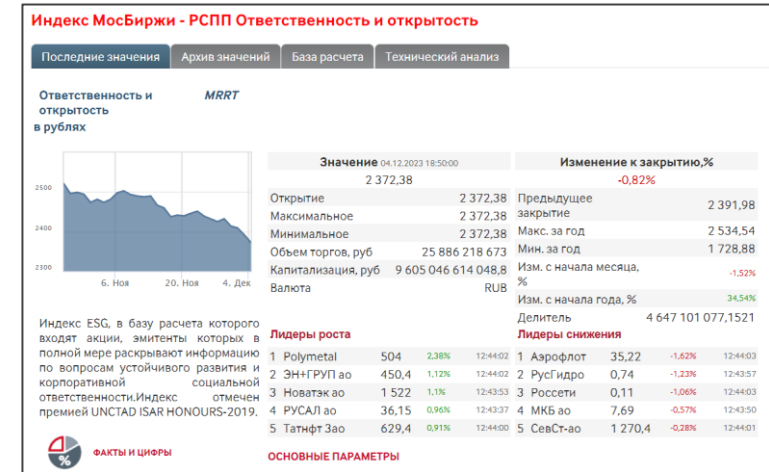 Индекс МосБиржи - РСПП Ответственность и открытость
Последние значения Архив значений База расчета Технический анализ
Ответственность и MRRT
открытость
в рублях
2500
2400
2300
6. Ноя 20. Ноя 4. Дек
Значение 04.12.2023 18:50:00
2 372,38
Открытие 2 372,38
Максимальное 2 372,38
Минимальное 2 372,38
Объем торгов, руб 25 886 218 673
Капитализация, руб 9 605 046 614 048,8
Валюта RUB
Изменение к закрытию,%
-0,82%
Предыдущее
закрытие 2 391,98
Макс. за год 2 534,54
Мин. за год 1 728,88
Изм. с начала месяца,
% -1,52%
Изм. с начала года, % 34,54%
Делитель 4 647 101 077,1521
Индекс ESG, в базу расчета которого
входят акции, эмитенты которых в
полной мере раскрывают информацию
по вопросам устойчивого развития и
корпоративной социальной
ответственности.Индекс отмечен
премией UNCTAD ISAR HONOURS-2019.
ФАКТЫ И ЦИФРЫ
Лидеры роста
1 Polymetal 504 2,38% 12:44:02
2 ЭН+ГРУП ао 450,4 1,12% 12:44:02
3 Новатэк ао 1 522 1,1% 12:43:53
4 РУСАЛ ао 36,15 0,96% 12:43:37
5 Татнфт 3ао 629,4 0,91% 12:44:00
Лидеры снижения
1 Аэрофлот 35,22 -1,62% 12:44:03
2 РусГидро 0,74 -1,23% 12:43:57
3 Россети 0,11 -1,06% 12:44:03
4 МКБ ао 7,69 -0,57% 12:43:50
5 СевСт-ао 1 270,4 -0,28% 12:44:01
ОСНОВНЫЕ ПАРАМЕТРЫ